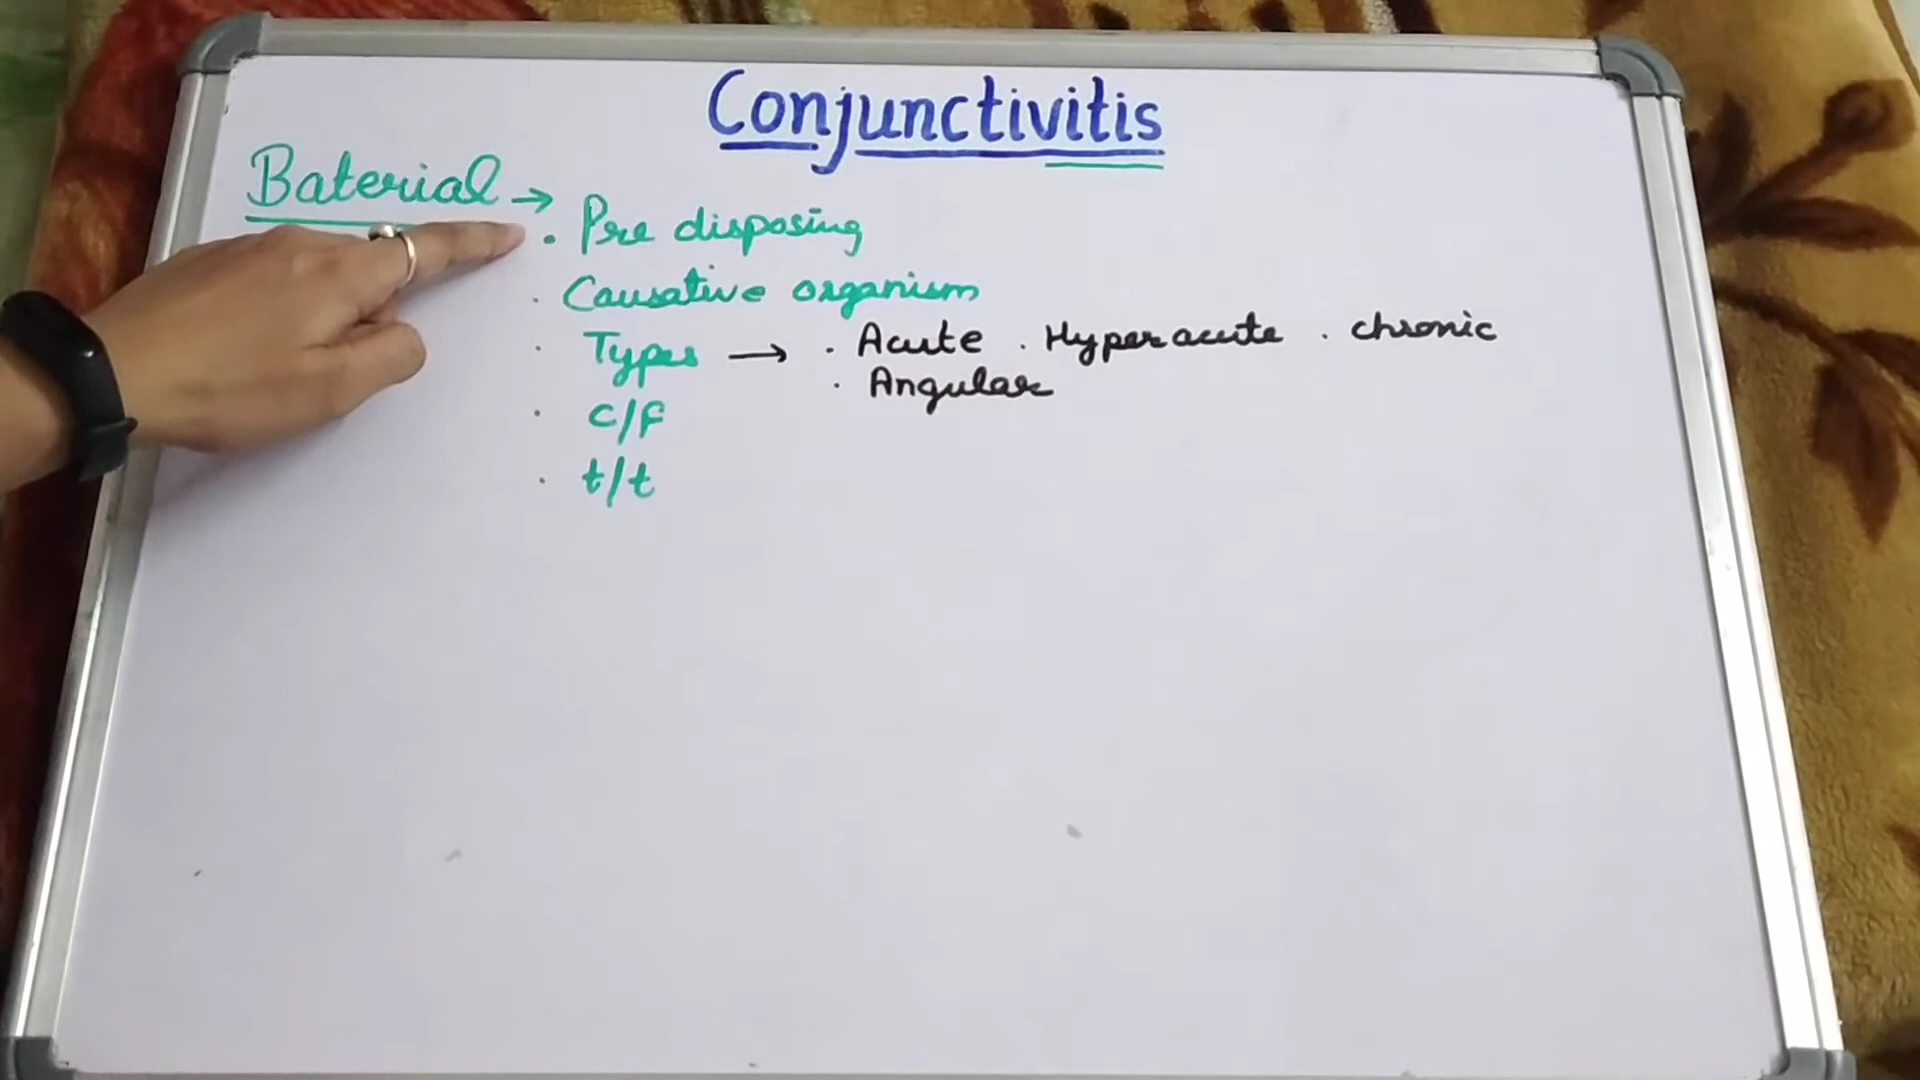 Conjunctivitis
Baterial →
. Pre disposing
. Causative organism
. Types → . Acute . Hyperacute . chronic
. Angular
. C/F
. t/t